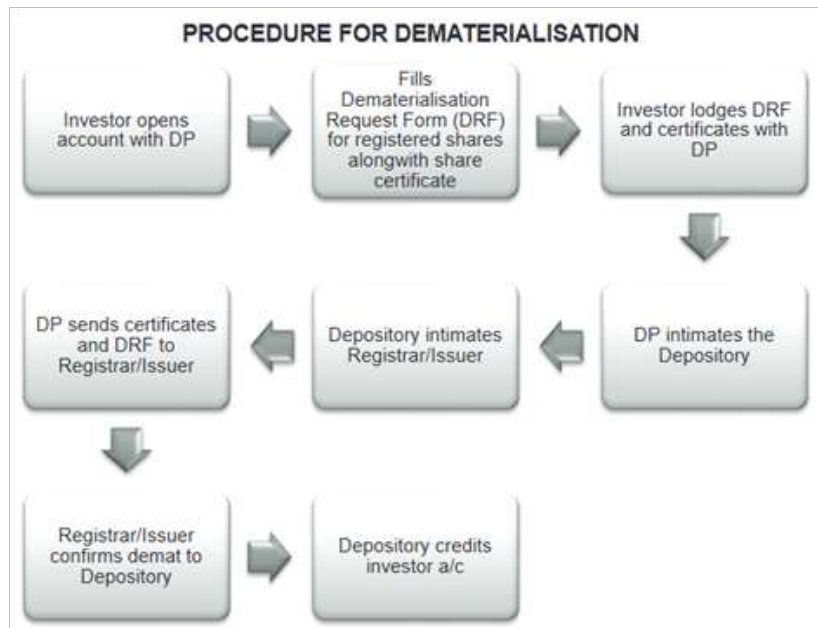 PROCEDURE FOR DEMATERIALISATION
Investor opens
account with DP
Fills
Dematerialisation
Request Form (DRF)
for registered shares
alongwith share
certificate
Investor lodges DRF
and certificates with
DP
DP intimates the
Depository
Depository intimates
Registrar/Issuer
DP sends certificates
and DRF to
Registrar/Issuer
Registrar/Issuer
confirms demat to
Depository
Depository credits
investor a/c